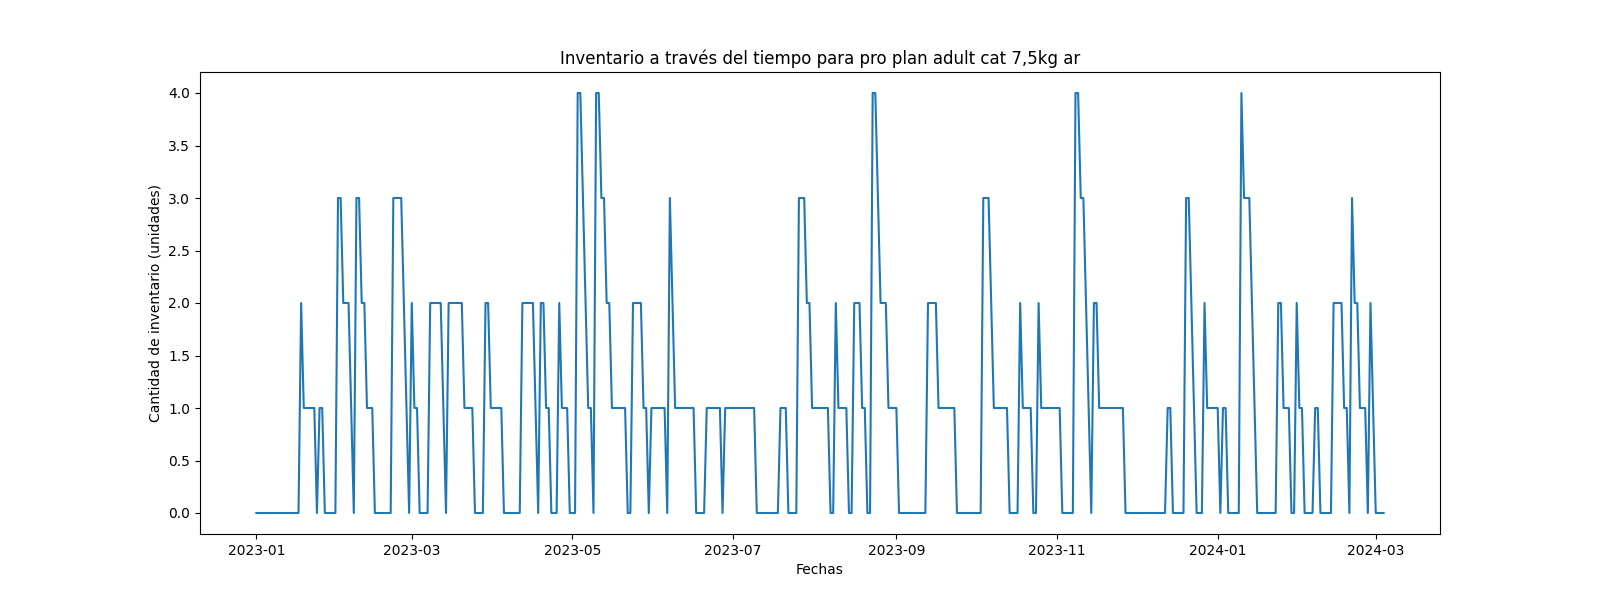 Inventario a través del tiempo para pro plan adult cat 7,5kg ar
Cantidad de inventario (unidades)
4.0
3.5
3.0
2.5
2.0
1.5
1.0
0.5
0.0
2023-01 2023-03 2023-05 2023-07 2023-09 2023-11 2024-01 2024-03
Fechas